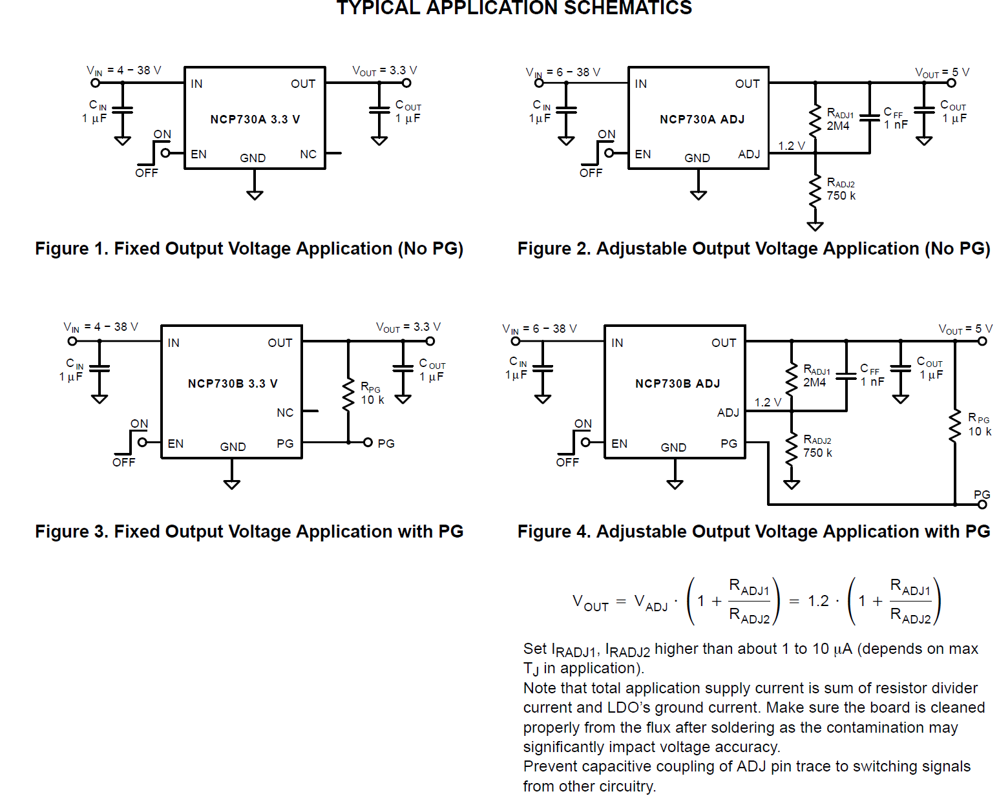 TYPICAL APPLICATION SCHEMATICS
VIN = 4 − 38 V
VOUT = 3.3 V
IN
OUT
CIN
1 μF
COUT
1 μF
NCP730A 3.3 V
ON
EN
GND
NC
OFF
Figure 1. Fixed Output Voltage Application (No PG)
VIN = 6 − 38 V
VOUT = 5 V
IN
OUT
CIN
1μF
RADJ1
2M4
CFF
1 nF
COUT
1 μF
NCP730A ADJ
1.2 V
ON
EN
GND
ADJ
OFF
RADJ2
750 k
Figure 2. Adjustable Output Voltage Application (No PG)
VIN = 4 − 38 V
VOUT = 3.3 V
IN
OUT
CIN
1μF
COUT
1 μF
NCP730B 3.3 V
RPG
10 k
NC
ON
EN
GND
PG
PG
OFF
Figure 3. Fixed Output Voltage Application with PG
VIN = 6 − 38 V
VOUT = 5 V
IN
OUT
CIN
1μF
RADJ1
2M4
CFF
1 nF
COUT
1 μF
NCP730B ADJ
1.2 V
ADJ
RPG
10 k
ON
EN
GND
PG
RADJ2
750 k
OFF
PG
Figure 4. Adjustable Output Voltage Application with PG
VOUT = VADJ · (1 + RADJ1/RADJ2) = 1.2 · (1 + RADJ1/RADJ2)
Set IRADJ1, IRADJ2 higher than about 1 to 10 μA (depends on max
TJ in application).
Note that total application supply current is sum of resistor divider
current and LDO’s ground current. Make sure the board is cleaned
properly from the flux after soldering as the contamination may
significantly impact voltage accuracy.
Prevent capacitive coupling of ADJ pin trace to switching signals
from other circuitry.